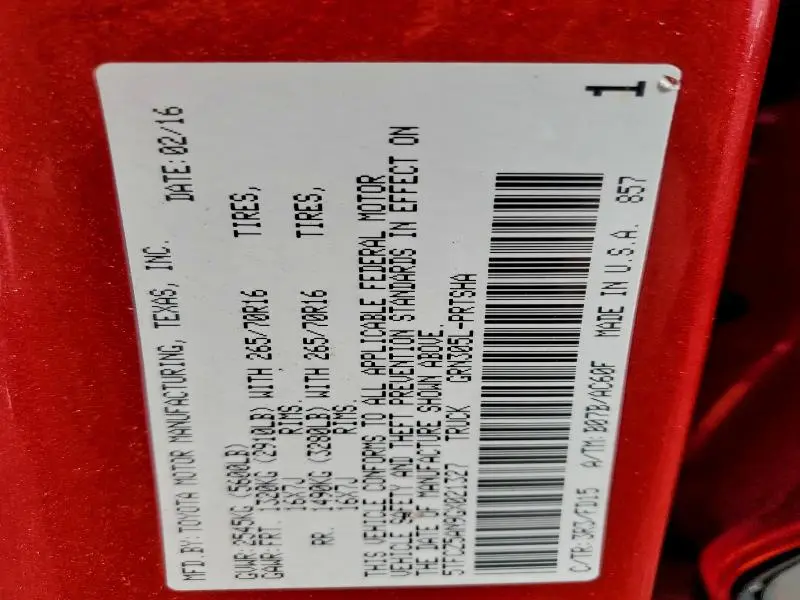 MFD.BY:TOYOTA MOTOR MANUFACTURING, TEXAS, INC. DATE:02/16
GVWR:2545KG (5600LB)
GAWR:FRT. 1320KG (2910LB) WITH 265/70R16 TIRES,
16X7J RIMS.
RR. 1490KG (3280LB) WITH 265/70R16 TIRES,
16X7J RIMS.
THIS VEHICLE CONFORMS TO ALL APPLICABLE FEDERAL MOTOR
VEHICLE SAFETY AND THEFT PREVENTION STANDARDS IN EFFECT ON
THE DATE OF MANUFACTURE SHOWN ABOVE.
TRUCK GRN305L-PRTSHA
C/TR:3R3/FD15 A/TM:B07B/AC60F MADE IN U.S.A. 857
1